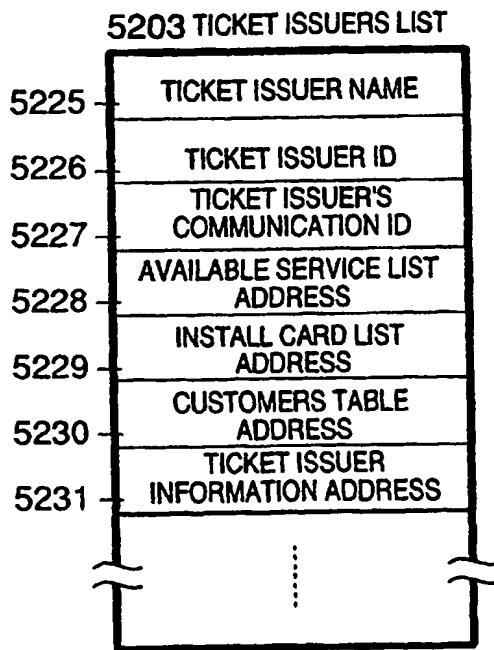 5203 TICKET ISSUERS LIST
5225 TICKET ISSUER NAME
5226 TICKET ISSUER ID
TICKET ISSUER'S
5227 COMMUNICATION ID
AVAILABLE SERVICE LIST
5228 ADDRESS
INSTALL CARD LIST
5229 ADDRESS
CUSTOMERS TABLE
5230 ADDRESS
TICKET ISSUER
5231 INFORMATION ADDRESS